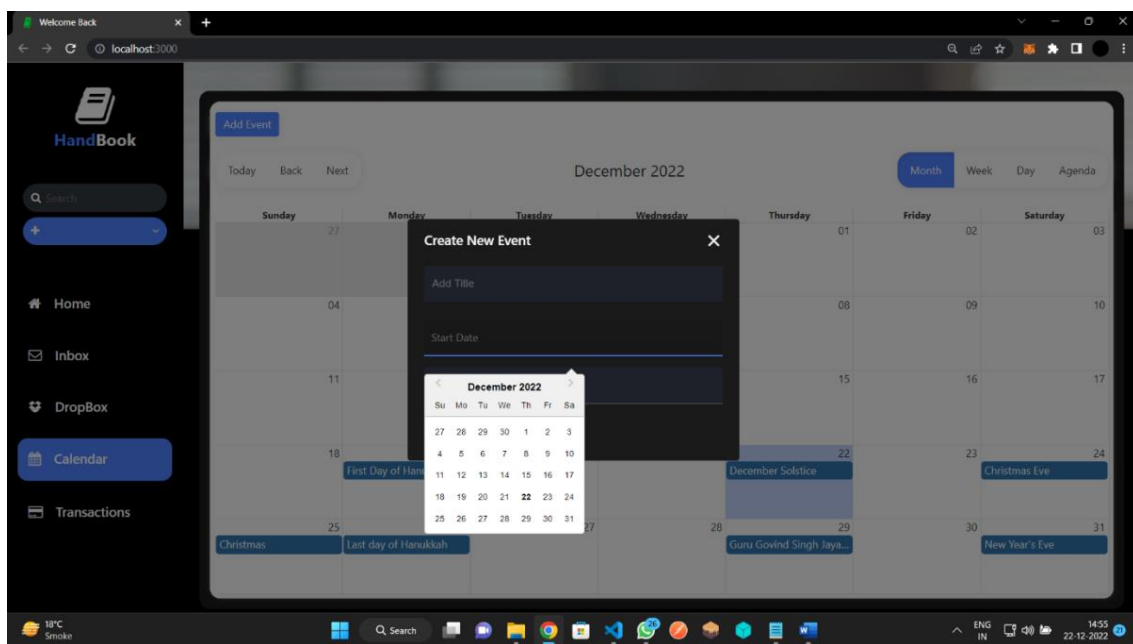 Welcome Back
localhost:3000
HandBook
Search
Home
Inbox
DropBox
Calendar
Transactions
Add Event
Today Back Next
December 2022
Month Week Day Agenda
Sunday Monday Tuesday Wednesday Thursday Friday Saturday
27 01 02 03
04 08 09 10
11 15 16 17
18 22 23 24
First Day of Hanu
December Solstice
Christmas Eve
25 27 28 29 30 31
Christmas
Last day of Hanukkah
Guru Govind Singh Jaya...
New Year's Eve
Create New Event
Add Title
Start Date
December 2022
Su Mo Tu We Th Fr Sa
27 28 29 30 1 2 3
4 5 6 7 8 9 10
11 12 13 14 15 16 17
18 19 20 21 22 23 24
25 26 27 28 29 30 31
18°C
Smoke
Search
26
ENG
IN
14:55
22-12-2022
21